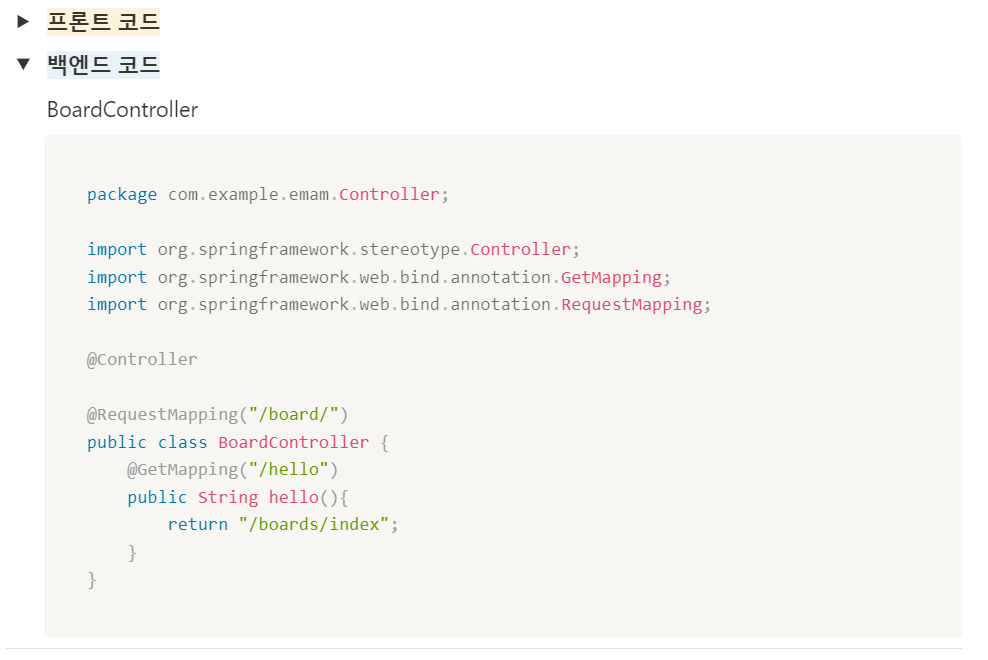 프론트 코드
백엔드 코드
BoardController
package com.example.emam.Controller;
import org.springframework.stereotype.Controller;
import org.springframework.web.bind.annotation.GetMapping;
import org.springframework.web.bind.annotation.RequestMapping;
@Controller
@RequestMapping("/board/")
public class BoardController {
    @GetMapping("/hello")
    public String hello(){
        return "/boards/index";
    }
}